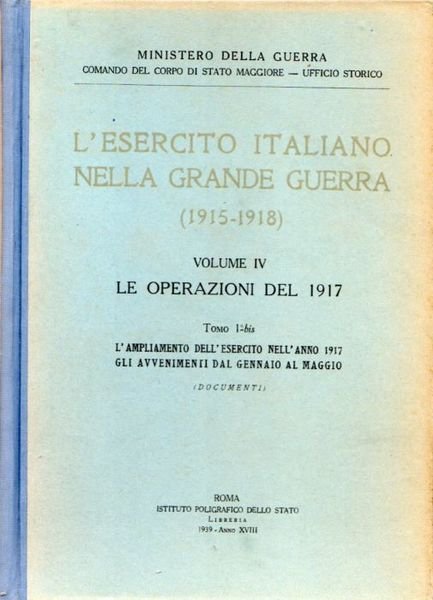 MINISTERO DELLA GUERRA
COMANDO DEL CORPO DI STATO MAGGIORE — UFFICIO STORICO
L'ESERCITO ITALIANO
NELLA GRANDE GUERRA
(1915-1918)
VOLUME IV
LE OPERAZIONI DEL 1917
TOMO 1º-bis
L'AMPLIAMENTO DELL'ESERCITO NELL'ANNO 1917
GLI AVVENIMENTI DAL GENNAIO AL MAGGIO
(DOCUMENTI)
ROMA
ISTITUTO POLIGRAFICO DELLO STATO
LIBRERIA
1939 - ANNO XVIII